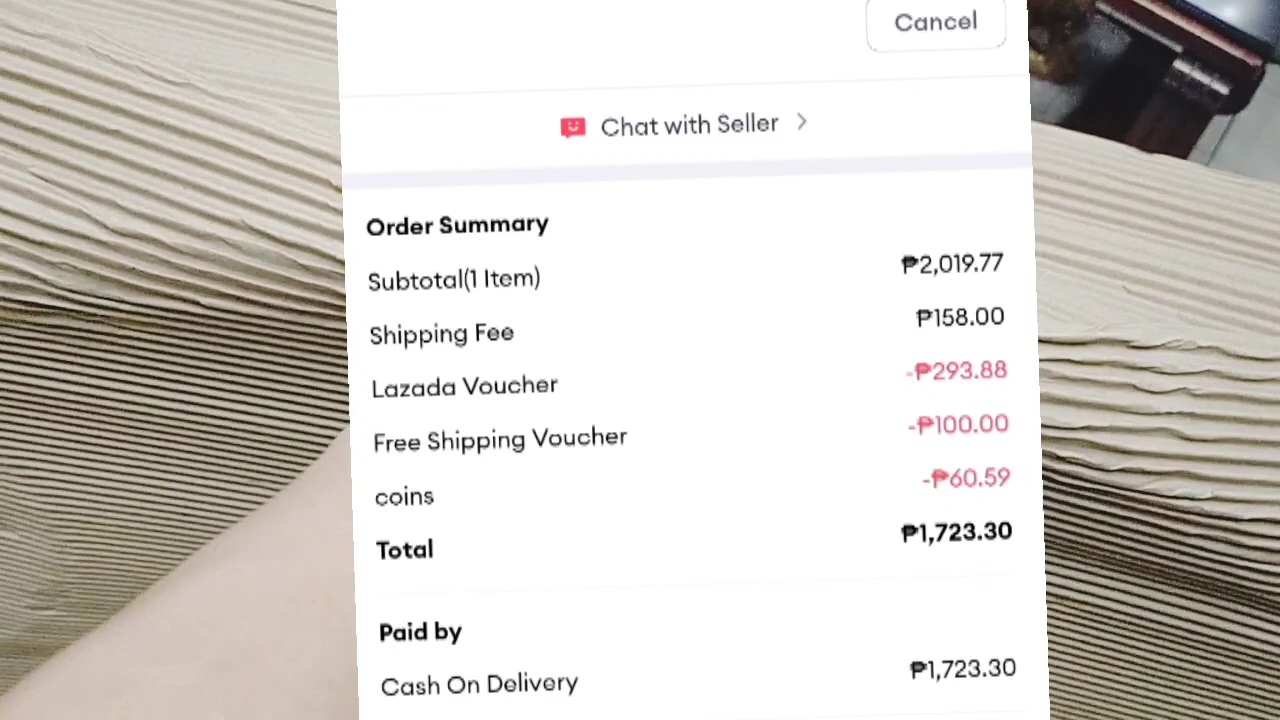 Cancel
Chat with Seller
Order Summary
Subtotal(1 Item) ₱2,019.77
Shipping Fee ₱158.00
Lazada Voucher -₱293.88
Free Shipping Voucher -₱100.00
coins -₱60.59
Total ₱1,723.30
Paid by
Cash On Delivery ₱1,723.30